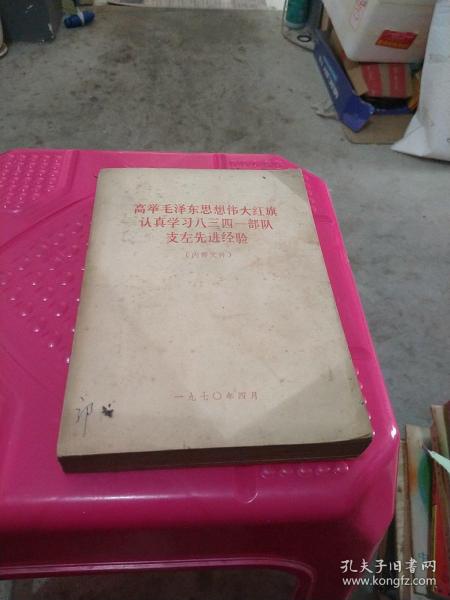 高举毛泽东思想伟大红旗
认真学习八三四一部队
支左先进经验
（内部文件）
一九七〇年四月
孔夫子旧书网
www.kongfz.com